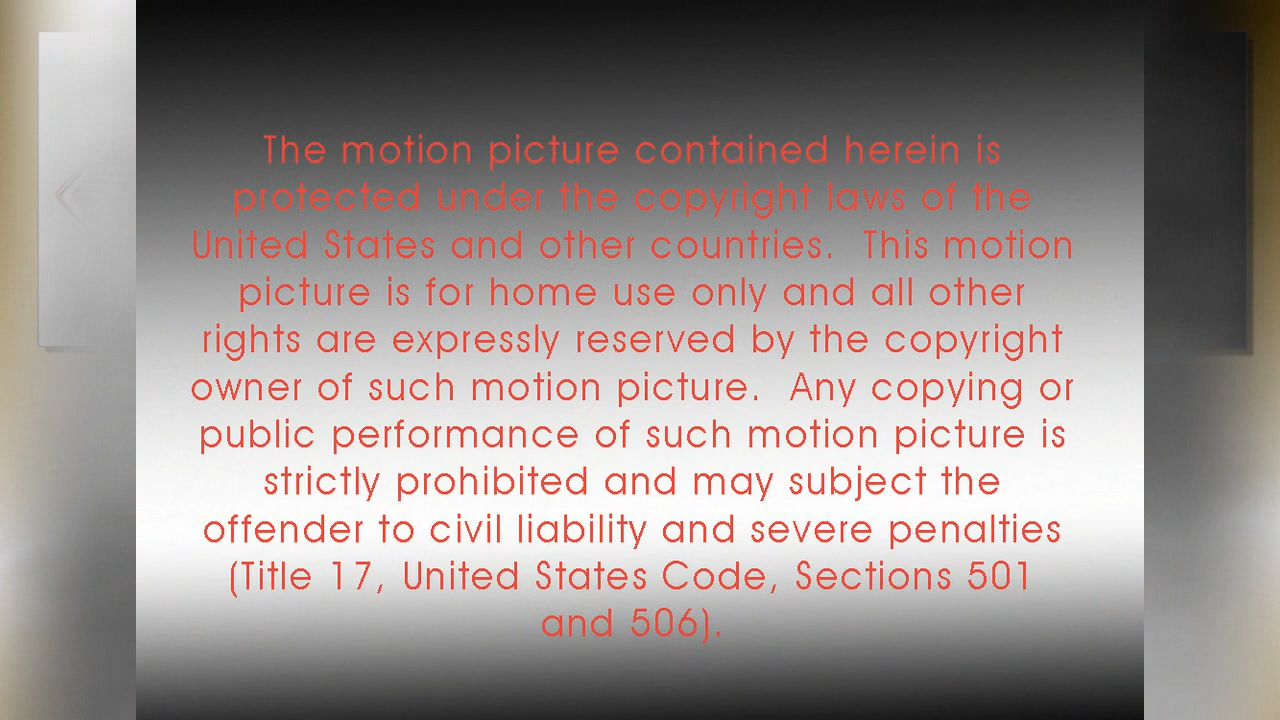 The motion picture contained herein is
protected under the copyright laws of the
United States and other countries.  This motion
picture is for home use only and all other
rights are expressly reserved by the copyright
owner of such motion picture.  Any copying or
public performance of such motion picture is
strictly prohibited and may subject the
offender to civil liability and severe penalties
(Title 17, United States Code, Sections 501
and 506).